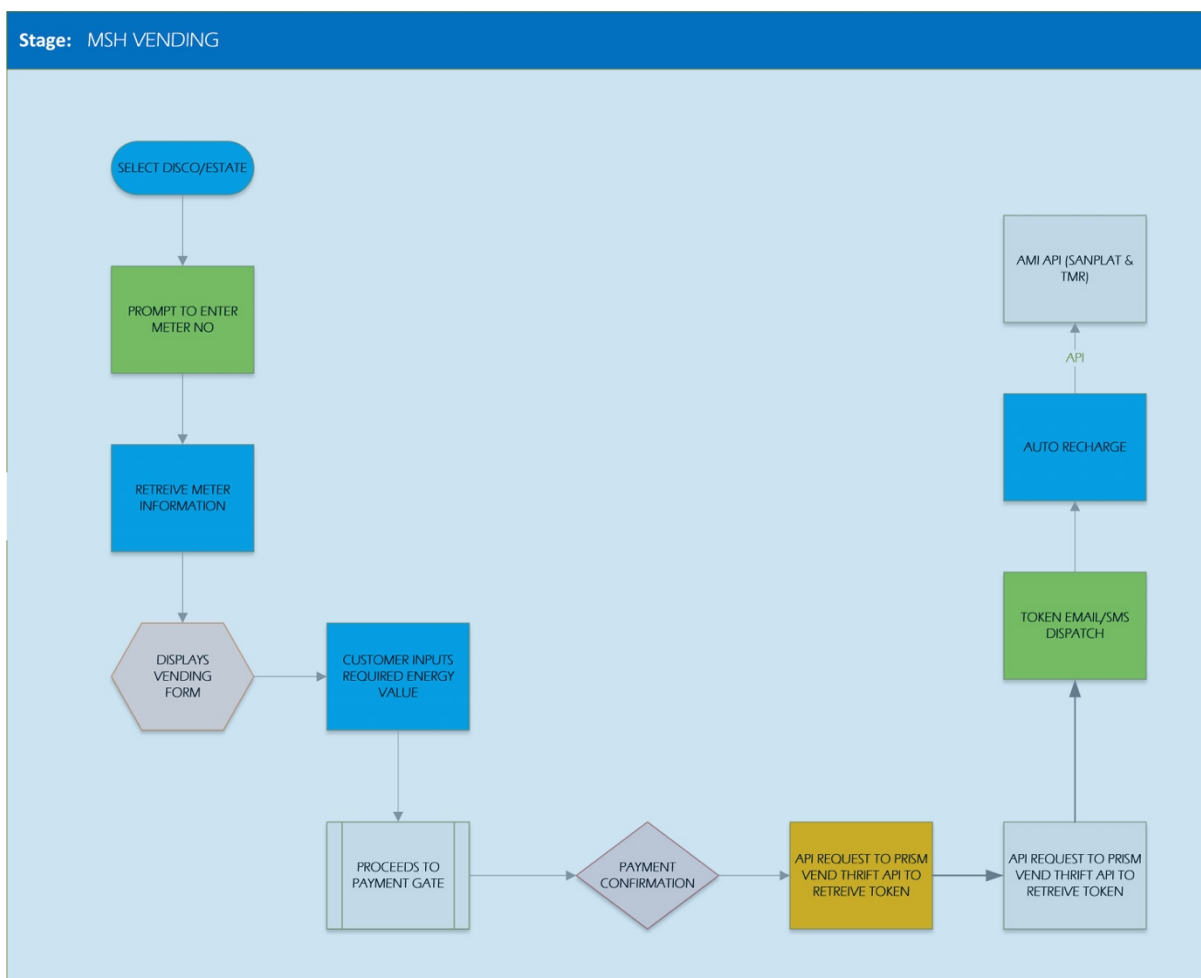 Stage: MSH VENDING
SELECT DISCO/ESTATE
PROMPT TO ENTER
METER NO
RETREIVE METER
INFORMATION
DISPLAYS
VENDING
FORM
CUSTOMER INPUTS
REQUIRED ENERGY
VALUE
PROCEEDS TO
PAYMENT GATE
PAYMENT
CONFIRMATION
API REQUEST TO PRISM
VEND THRIFT API TO
RETREIVE TOKEN
API REQUEST TO PRISM
VEND THRIFT API TO
RETREIVE TOKEN
TOKEN EMAIL/SMS
DISPATCH
AUTO RECHARGE
API
AMI API (SANPLAT &
TMR)